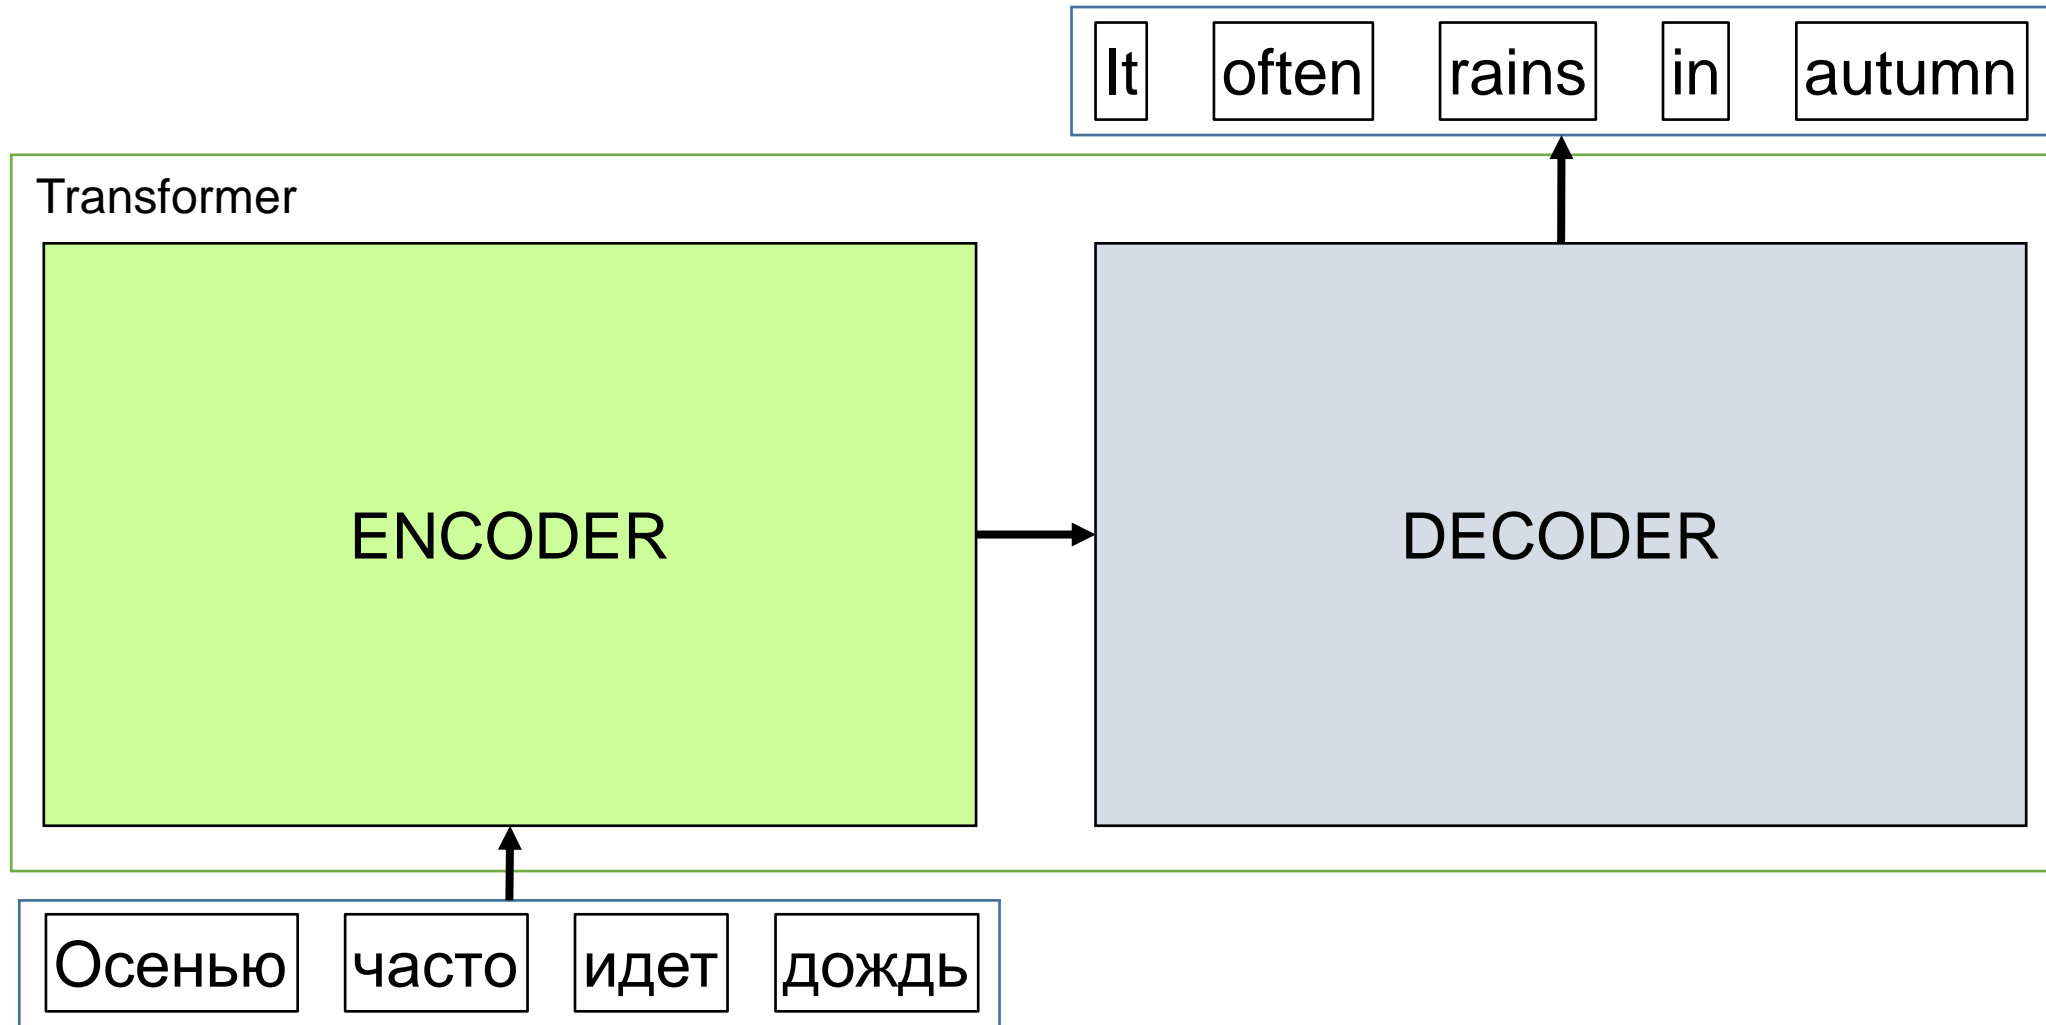 It often rains in autumn
Transformer
ENCODER
DECODER
Осенью часто идет дождь